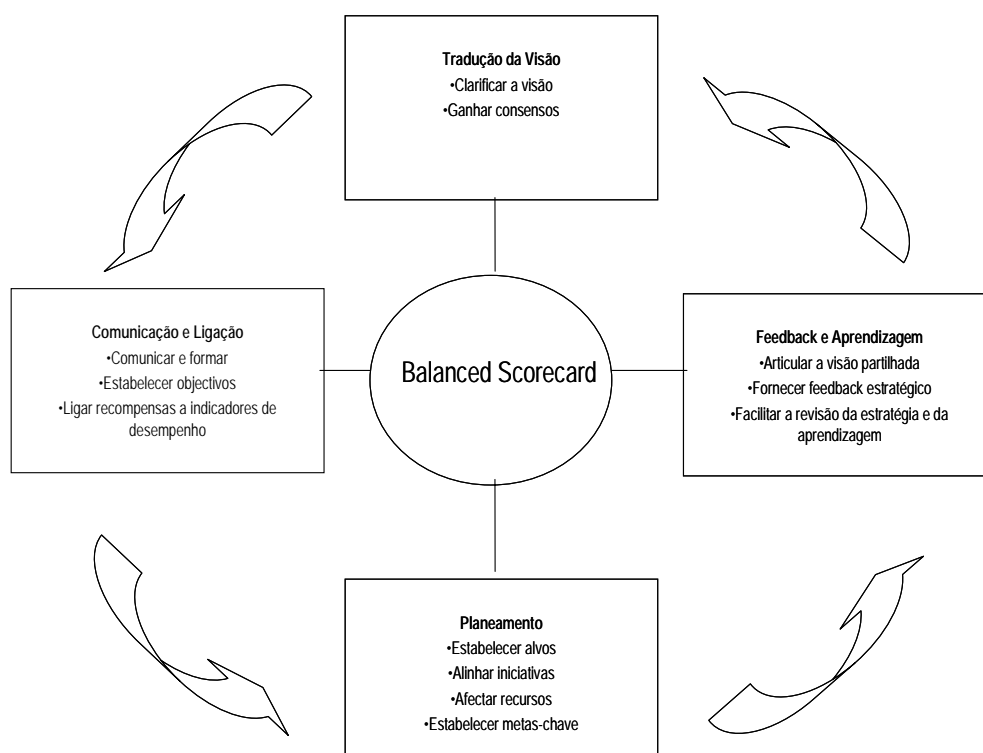 Tradução da Visão
•Clarificar a visão
•Ganhar consensos
Comunicação e Ligação
•Comunicar e formar
•Estabelecer objectivos
•Ligar recompensas a indicadores de
desempenho
Balanced Scorecard
Feedback e Aprendizagem
•Articular a visão partilhada
•Fornecer feedback estratégico
•Facilitar a revisão da estratégia e da
aprendizagem
Planeamento
•Estabelecer alvos
•Alinhar iniciativas
•Afectar recursos
•Estabelecer metas-chave